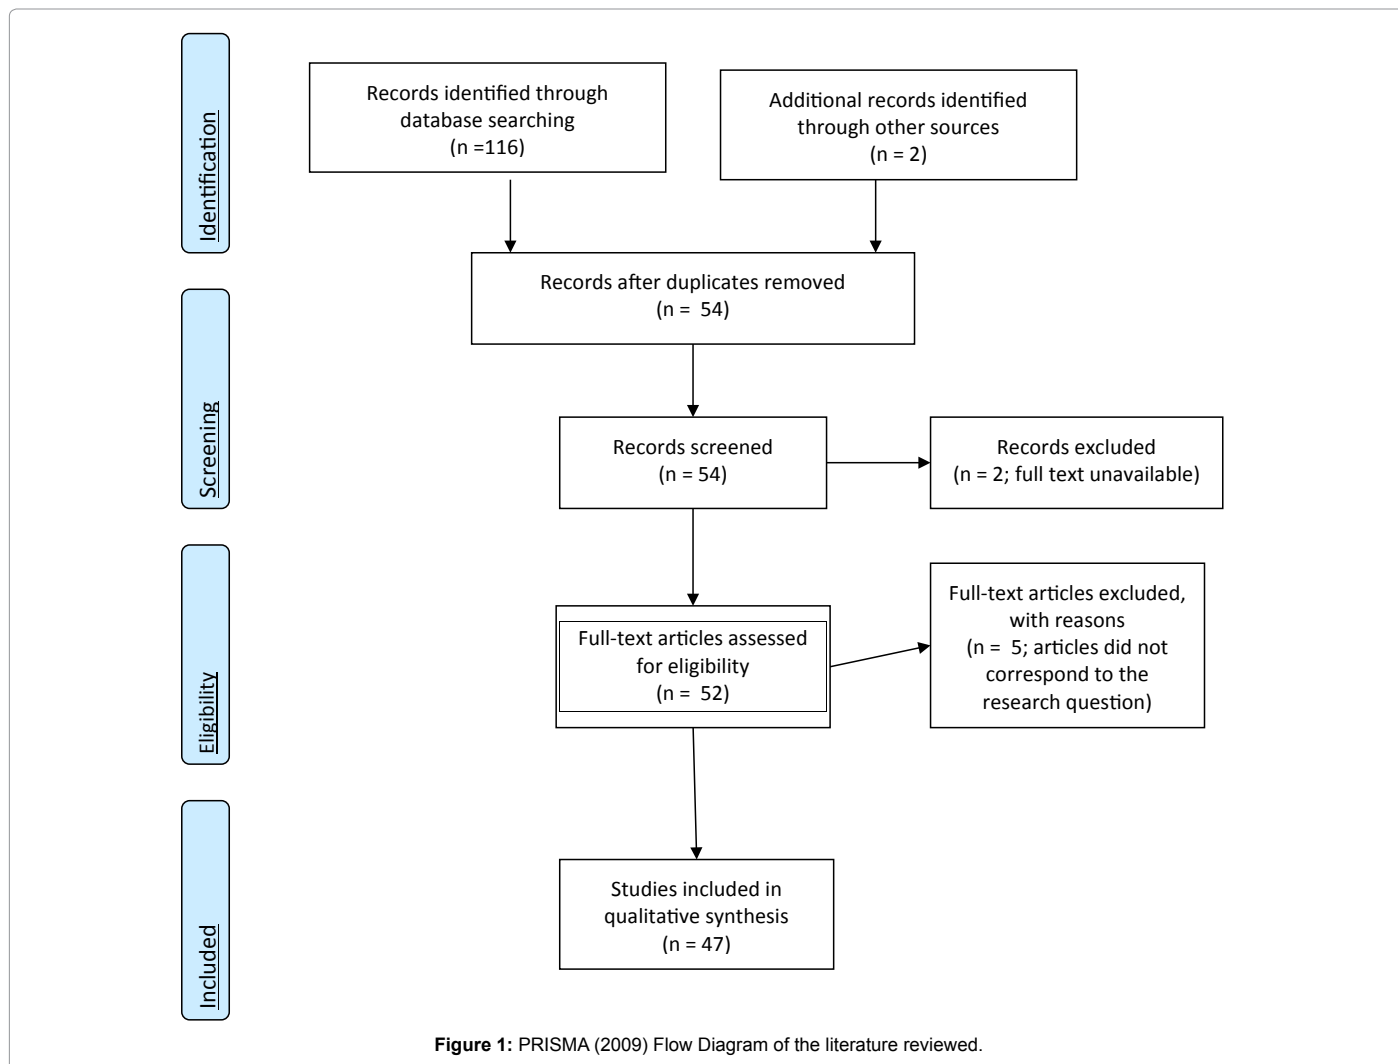 Identification
Records identified through
database searching
(n =116)
Additional records identified
through other sources
(n = 2)
Records after duplicates removed
(n =  54)
Screening
Records screened
(n = 54)
Records excluded
(n = 2; full text unavailable)
Eligibility
Full-text articles assessed
for eligibility
(n =  52)
Full-text articles excluded,
with reasons
(n =  5; articles did not
correspond to the
research question)
Included
Studies included in
qualitative synthesis
(n = 47)
Figure 1: PRISMA (2009) Flow Diagram of the literature reviewed.